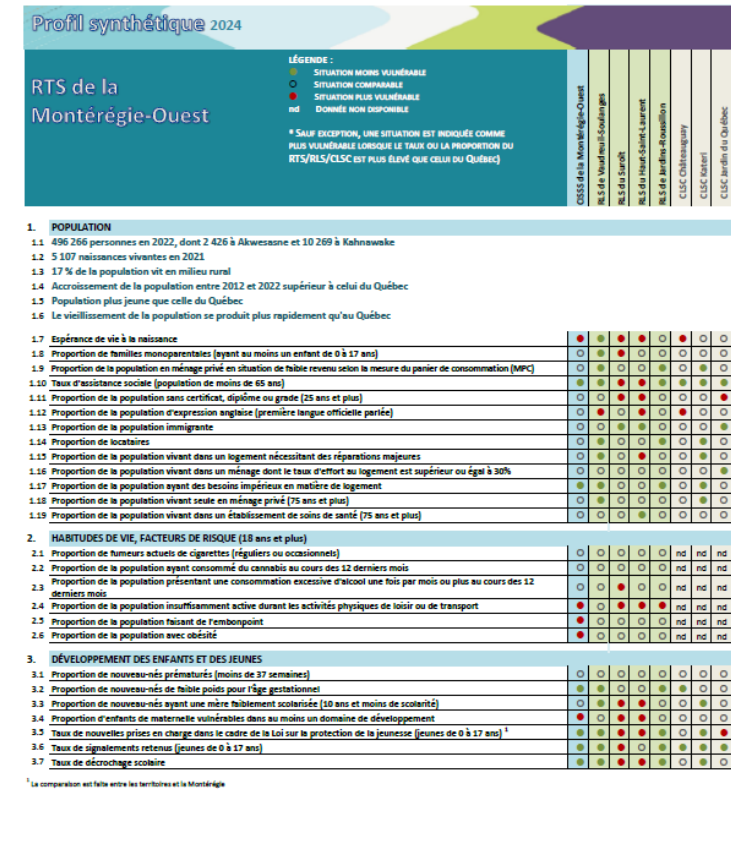 Profil synthétique 2024
RTS de la
Montérégie-Ouest
LÉGENDE :
SITUATION MOINS VULNÉRABLE
SITUATION COMPARABLE
SITUATION PLUS VULNÉRABLE
nd DONNÉE NON DISPONIBLE
* SAUF EXCEPTION, UNE SITUATION EST INDIQUÉE COMME
PLUS VULNÉRABLE LORSQUE LE TAUX OU LA PROPORTION DU
RTS/RLS/CLSC EST PLUS ÉLEVÉ QUE CELUI DU QUÉBEC)
CISSS de la Montérégie-Ouest
RLS de Vaudreuil-Soulanges
RLS du Suroît
RLS du Haut-Saint-Laurent
RLS de Jardins-Roussillon
CLSC Châteauguay
CLSC Kateri
CLSC Jardin du Québec
1. POPULATION
1.1 496 266 personnes en 2022, dont 2 426 à Akwesasne et 10 269 à Kahnawake
1.2 5 107 naissances vivantes en 2021
1.3 17 % de la population vit en milieu rural
1.4 Accroissement de la population entre 2012 et 2022 supérieur à celui du Québec
1.5 Population plus jeune que celle du Québec
1.6 Le vieillissement de la population se produit plus rapidement qu'au Québec
1.7 Espérance de vie à la naissance
1.8 Proportion de familles monoparentales (ayant au moins un enfant de 0 à 17 ans)
1.9 Proportion de la population en ménage privé en situation de faible revenu selon la mesure du panier de consommation (MPC)
1.10 Taux d'assistance sociale (population de moins de 65 ans)
1.11 Proportion de la population sans certificat, diplôme ou grade (25 ans et plus)
1.12 Proportion de la population d'expression anglaise (première langue officielle parlée)
1.13 Proportion de population immigrante
1.14 Proportion de locataires
1.15 Proportion de la population vivant dans un logement nécessitant des réparations majeures
1.16 Proportion de la population vivant dans un ménage dont le taux d'effort au logement est supérieur ou égal à 30%
1.17 Proportion de population ayant des besoins impérieux en matière de logement
1.18 Proportion de la population vivant seule en ménage privé (75 ans et plus)
1.19 Proportion de la population vivant dans un établissement de soins de santé (75 ans et plus)
2. HABITUDES DE VIE, FACTEURS DE RISQUE (18 ans et plus)
2.1 Proportion de fumeurs actuels de cigarettes (réguliers ou occasionnels) nd nd nd
2.2 Proportion de la population ayant consommé du cannabis au cours des 12 derniers mois nd nd nd
2.3 Proportion de la population présentant une consommation excessive d'alcool une fois par mois ou plus au cours des 12
derniers mois nd nd nd
2.4 Proportion de la population insuffisamment active durant les activités physiques de loisir ou de transport nd nd nd
2.5 Proportion de la population faisant de l'embonpoint nd nd nd
2.6 Proportion de la population avec obésité nd nd nd
3. DÉVELOPPEMENT DES ENFANTS ET DES JEUNES
3.1 Proportion de nouveau-nés prématurés (moins de 37 semaines)
3.2 Proportion de nouveau-nés de faible poids pour l'âge gestationnel
3.3 Proportion de nouveau-nés ayant une mère faiblement scolarisée (10 ans et moins de scolarité)
3.4 Proportion d'enfants de maternelle vulnérables dans au moins un domaine de développement
3.5 Taux de nouvelles prises en charge dans le cadre de la Loi sur la protection de la jeunesse (jeunes de 0 à 17 ans) 1
3.6 Taux de signalements retenus (jeunes de 0 à 17 ans)
3.7 Taux de décrochage scolaire
1 La comparaison est faite entre les territoires et la Montérégie